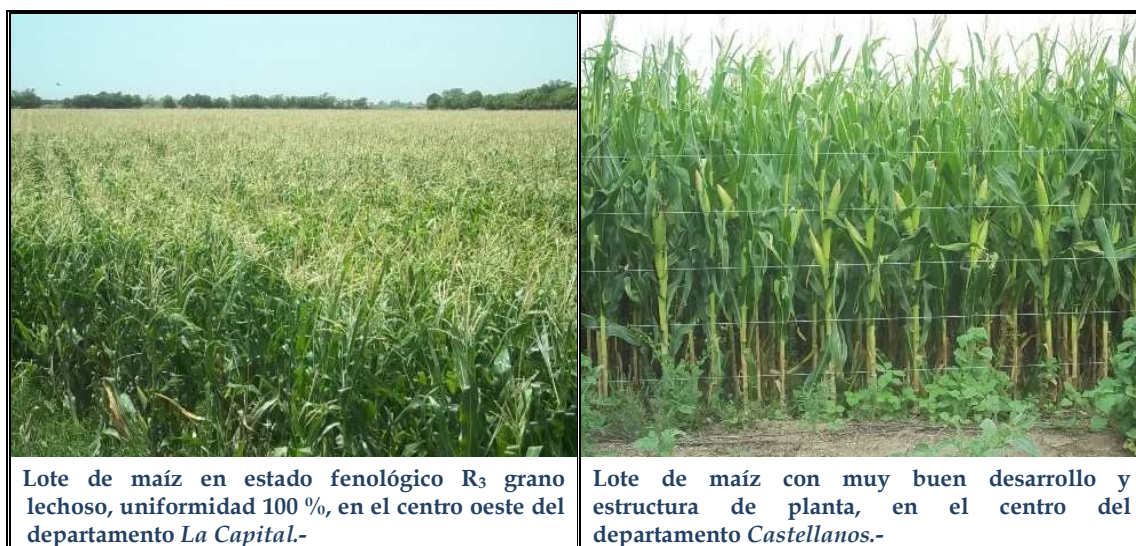 Lote de maíz en estado fenológico R₃ grano
lechoso, uniformidad 100 %, en el centro oeste del
departamento La Capital.-
Lote de maíz con muy buen desarrollo y
estructura de planta, en el centro del
departamento Castellanos.-